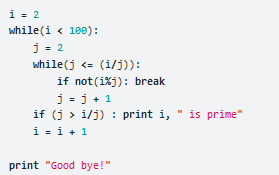 i = 2
while(i < 100):
    j = 2
    while(j <= (i/j)):
        if not(i%j): break
        j = j + 1
    if (j > i/j) : print i, " is prime"
    i = i + 1

print "Good bye!"